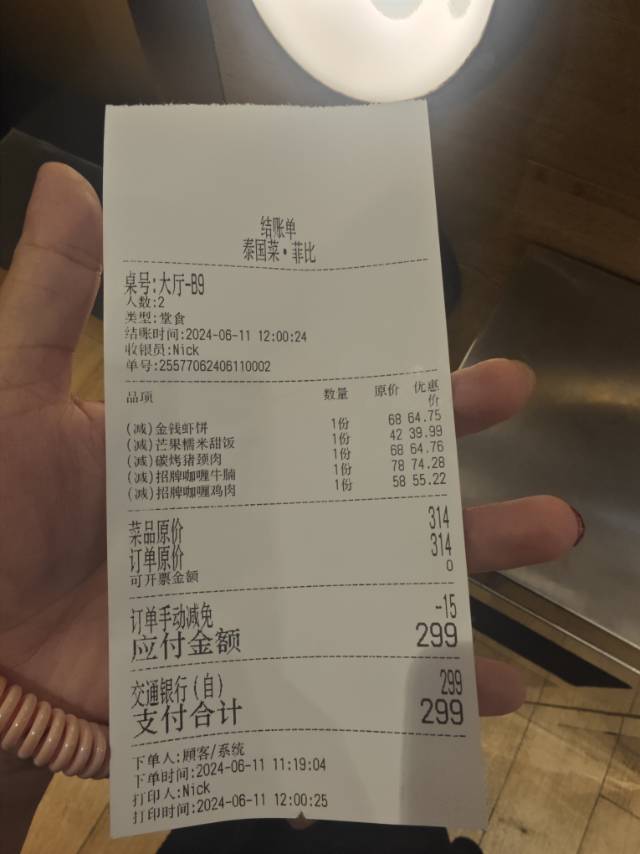 结账单
泰国菜·菲比
桌号:大厅-B9
人数:2
类型:堂食
结账时间:2024-06-11 12:00:24
收银员:Nick
单号:25577062406110002
品项 数量 原价 优惠价
(减)金钱虾饼 1份 68 64.75
(减)芒果糯米甜饭 1份 42 39.99
(减)碳烤猪颈肉 1份 68 64.76
(减)招牌咖喱牛腩 1份 78 74.28
(减)招牌咖喱鸡肉 1份 58 55.22
菜品原价 314
订单原价 314
可开票金额 0
订单手动减免 -15
应付金额 299
交通银行(自) 299
支付合计 299
下单人:顧客/系统
下单时间:2024-06-11 11:19:04
打印人:Nick
打印时间:2024-06-11 12:00:25